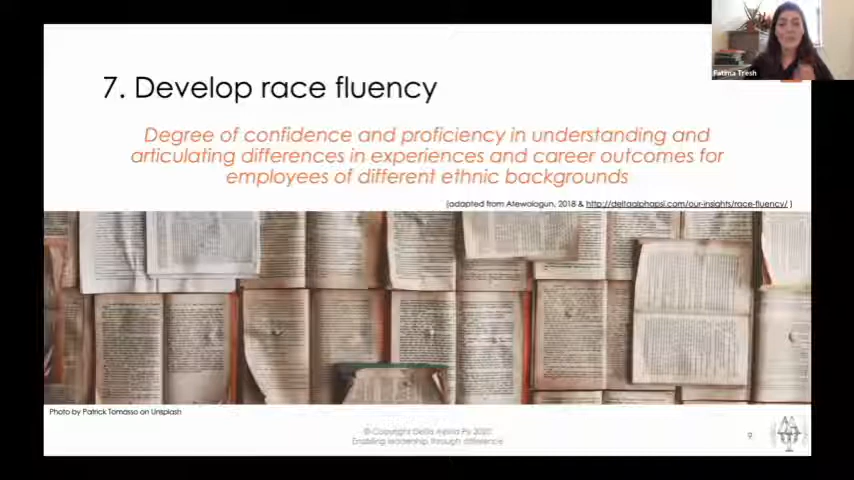 Fatima Tresh
7. Develop race fluency
Degree of confidence and proficiency in understanding and
articulating differences in experiences and career outcomes for
employees of different ethnic backgrounds
(adapted from Atewologun, 2018 & http://deltaalphapsi.com/our-insights/race-fluency/ )
Photo by Patrick Tomasso on Unsplash
© Copyright Delta Alpha Psi 2020
Enabling leadership through difference
9